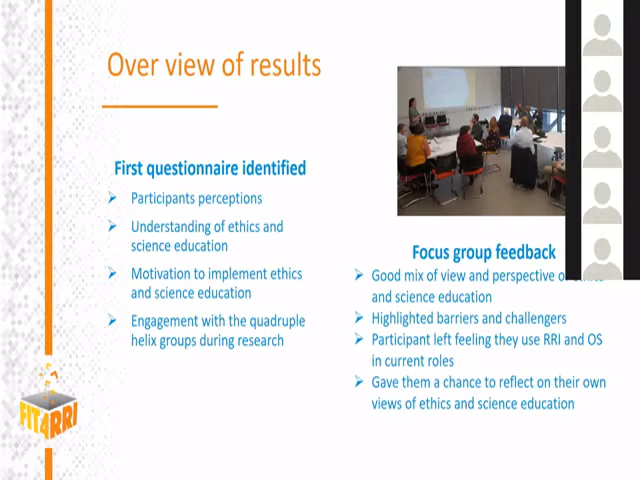 Over view of results
First questionnaire identified
Participants perceptions
Understanding of ethics and
science education
Motivation to implement ethics
and science education
Engagement with the quadruple
helix groups during research
Focus group feedback
Good mix of view and perspective
and science education
Highlighted barriers and challengers
Participant left feeling they use RRI and OS
in current roles
Gave them a chance to reflect on their own
views of ethics and science education
FIT4RRI